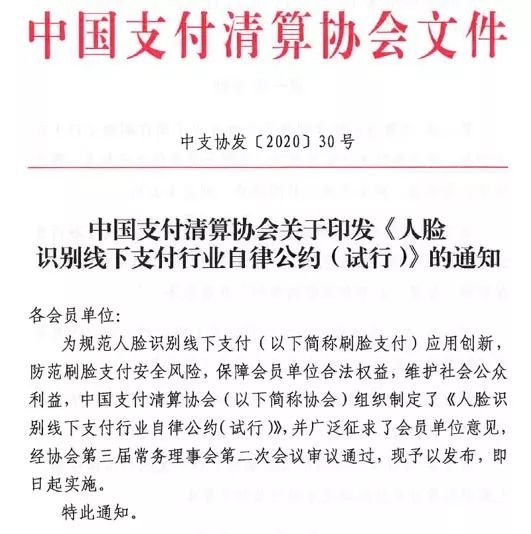 中国支付清算协会文件
中支协发〔2020〕30号
中国支付清算协会关于印发《人脸
识别线下支付行业自律公约(试行)》的通知
各会员单位:
为规范人脸识别线下支付(以下简称刷脸支付)应用创新,
防范刷脸支付安全风险,保障会员单位合法权益,维护社会公众
利益,中国支付清算协会(以下简称协会)组织制定了《人脸识
别线下支付行业自律公约(试行)》,并广泛征求了会员单位意见,
经协会第三届常务理事会第二次会议审议通过,现予以发布,即
日起实施。
特此通知。